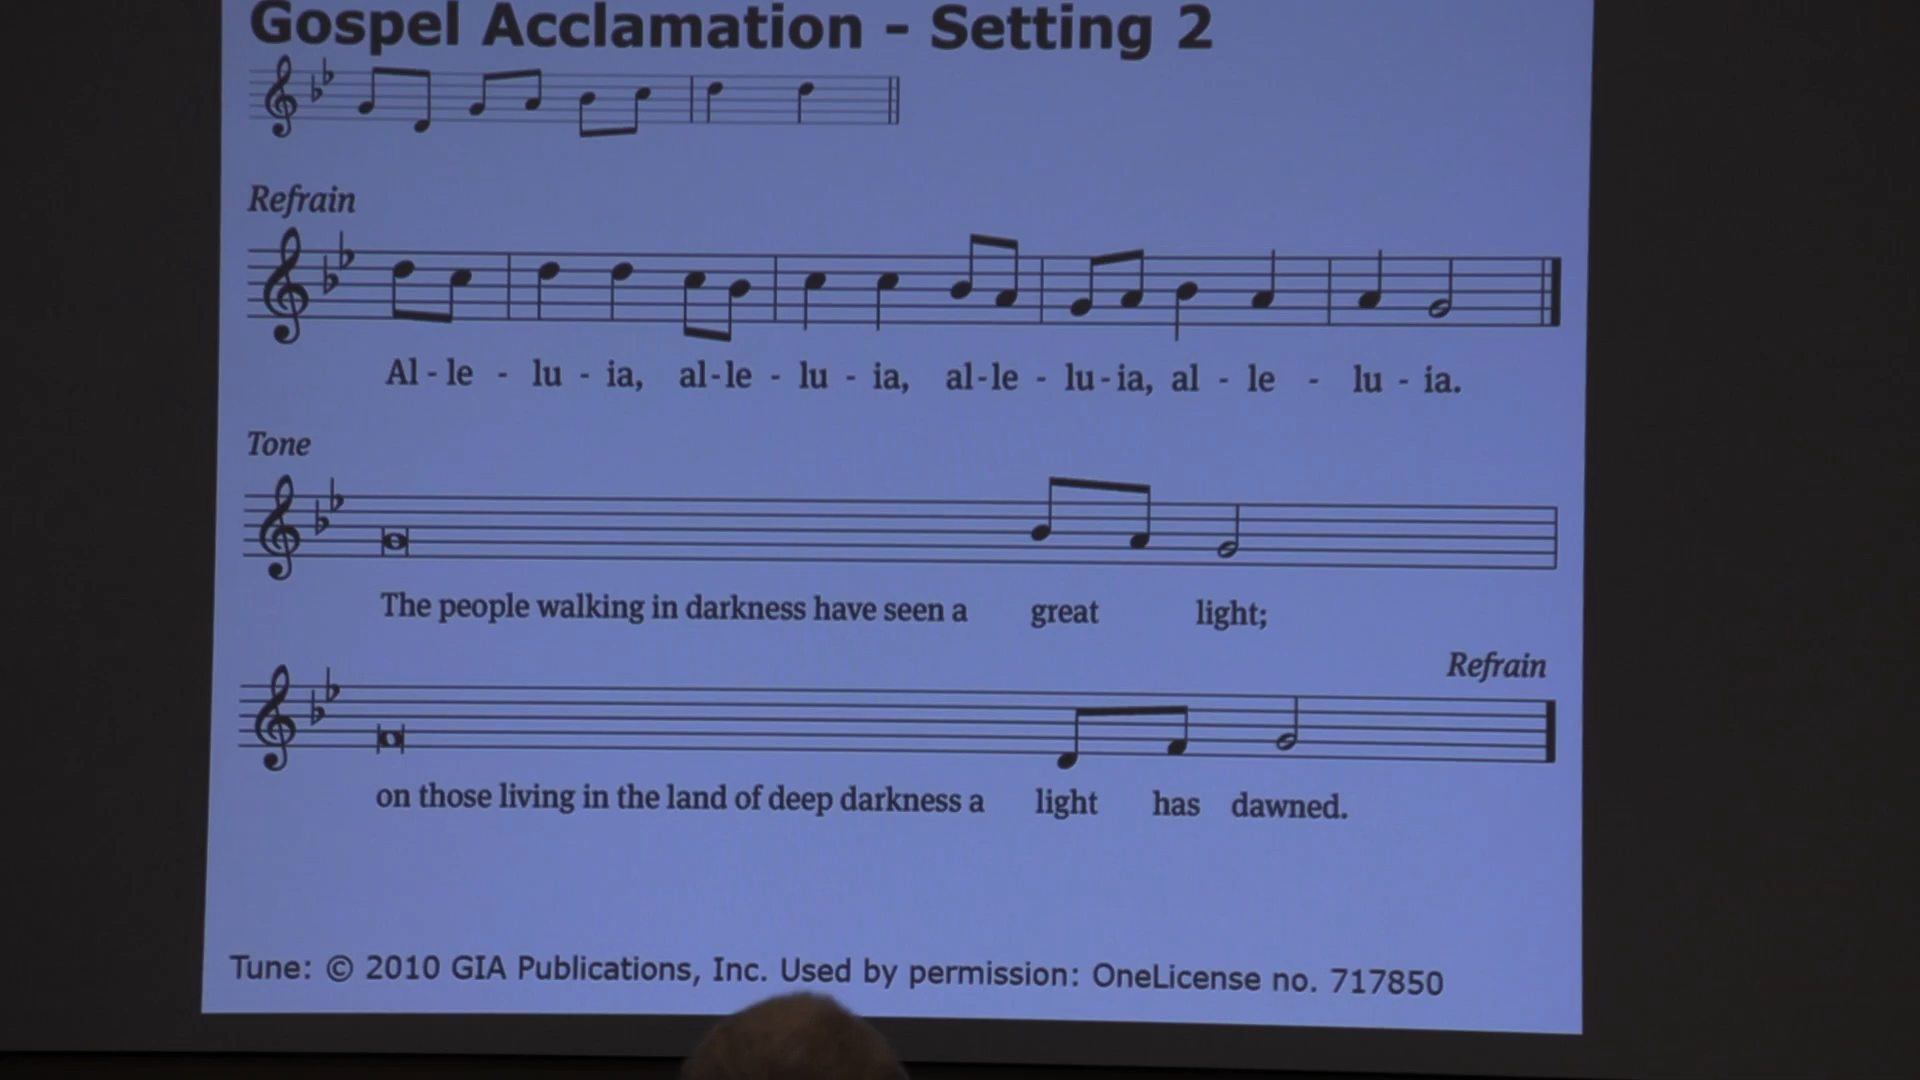 Gospel Acclamation - Setting 2
Refrain
Al - le - lu - ia, al - le - lu - ia, al - le - lu - ia, al - le - lu - ia.
Tone
The people walking in darkness have seen a great light;
Refrain
on those living in the land of deep darkness a light has dawned.
Tune: © 2010 GIA Publications, Inc. Used by permission: OneLicense no. 717850